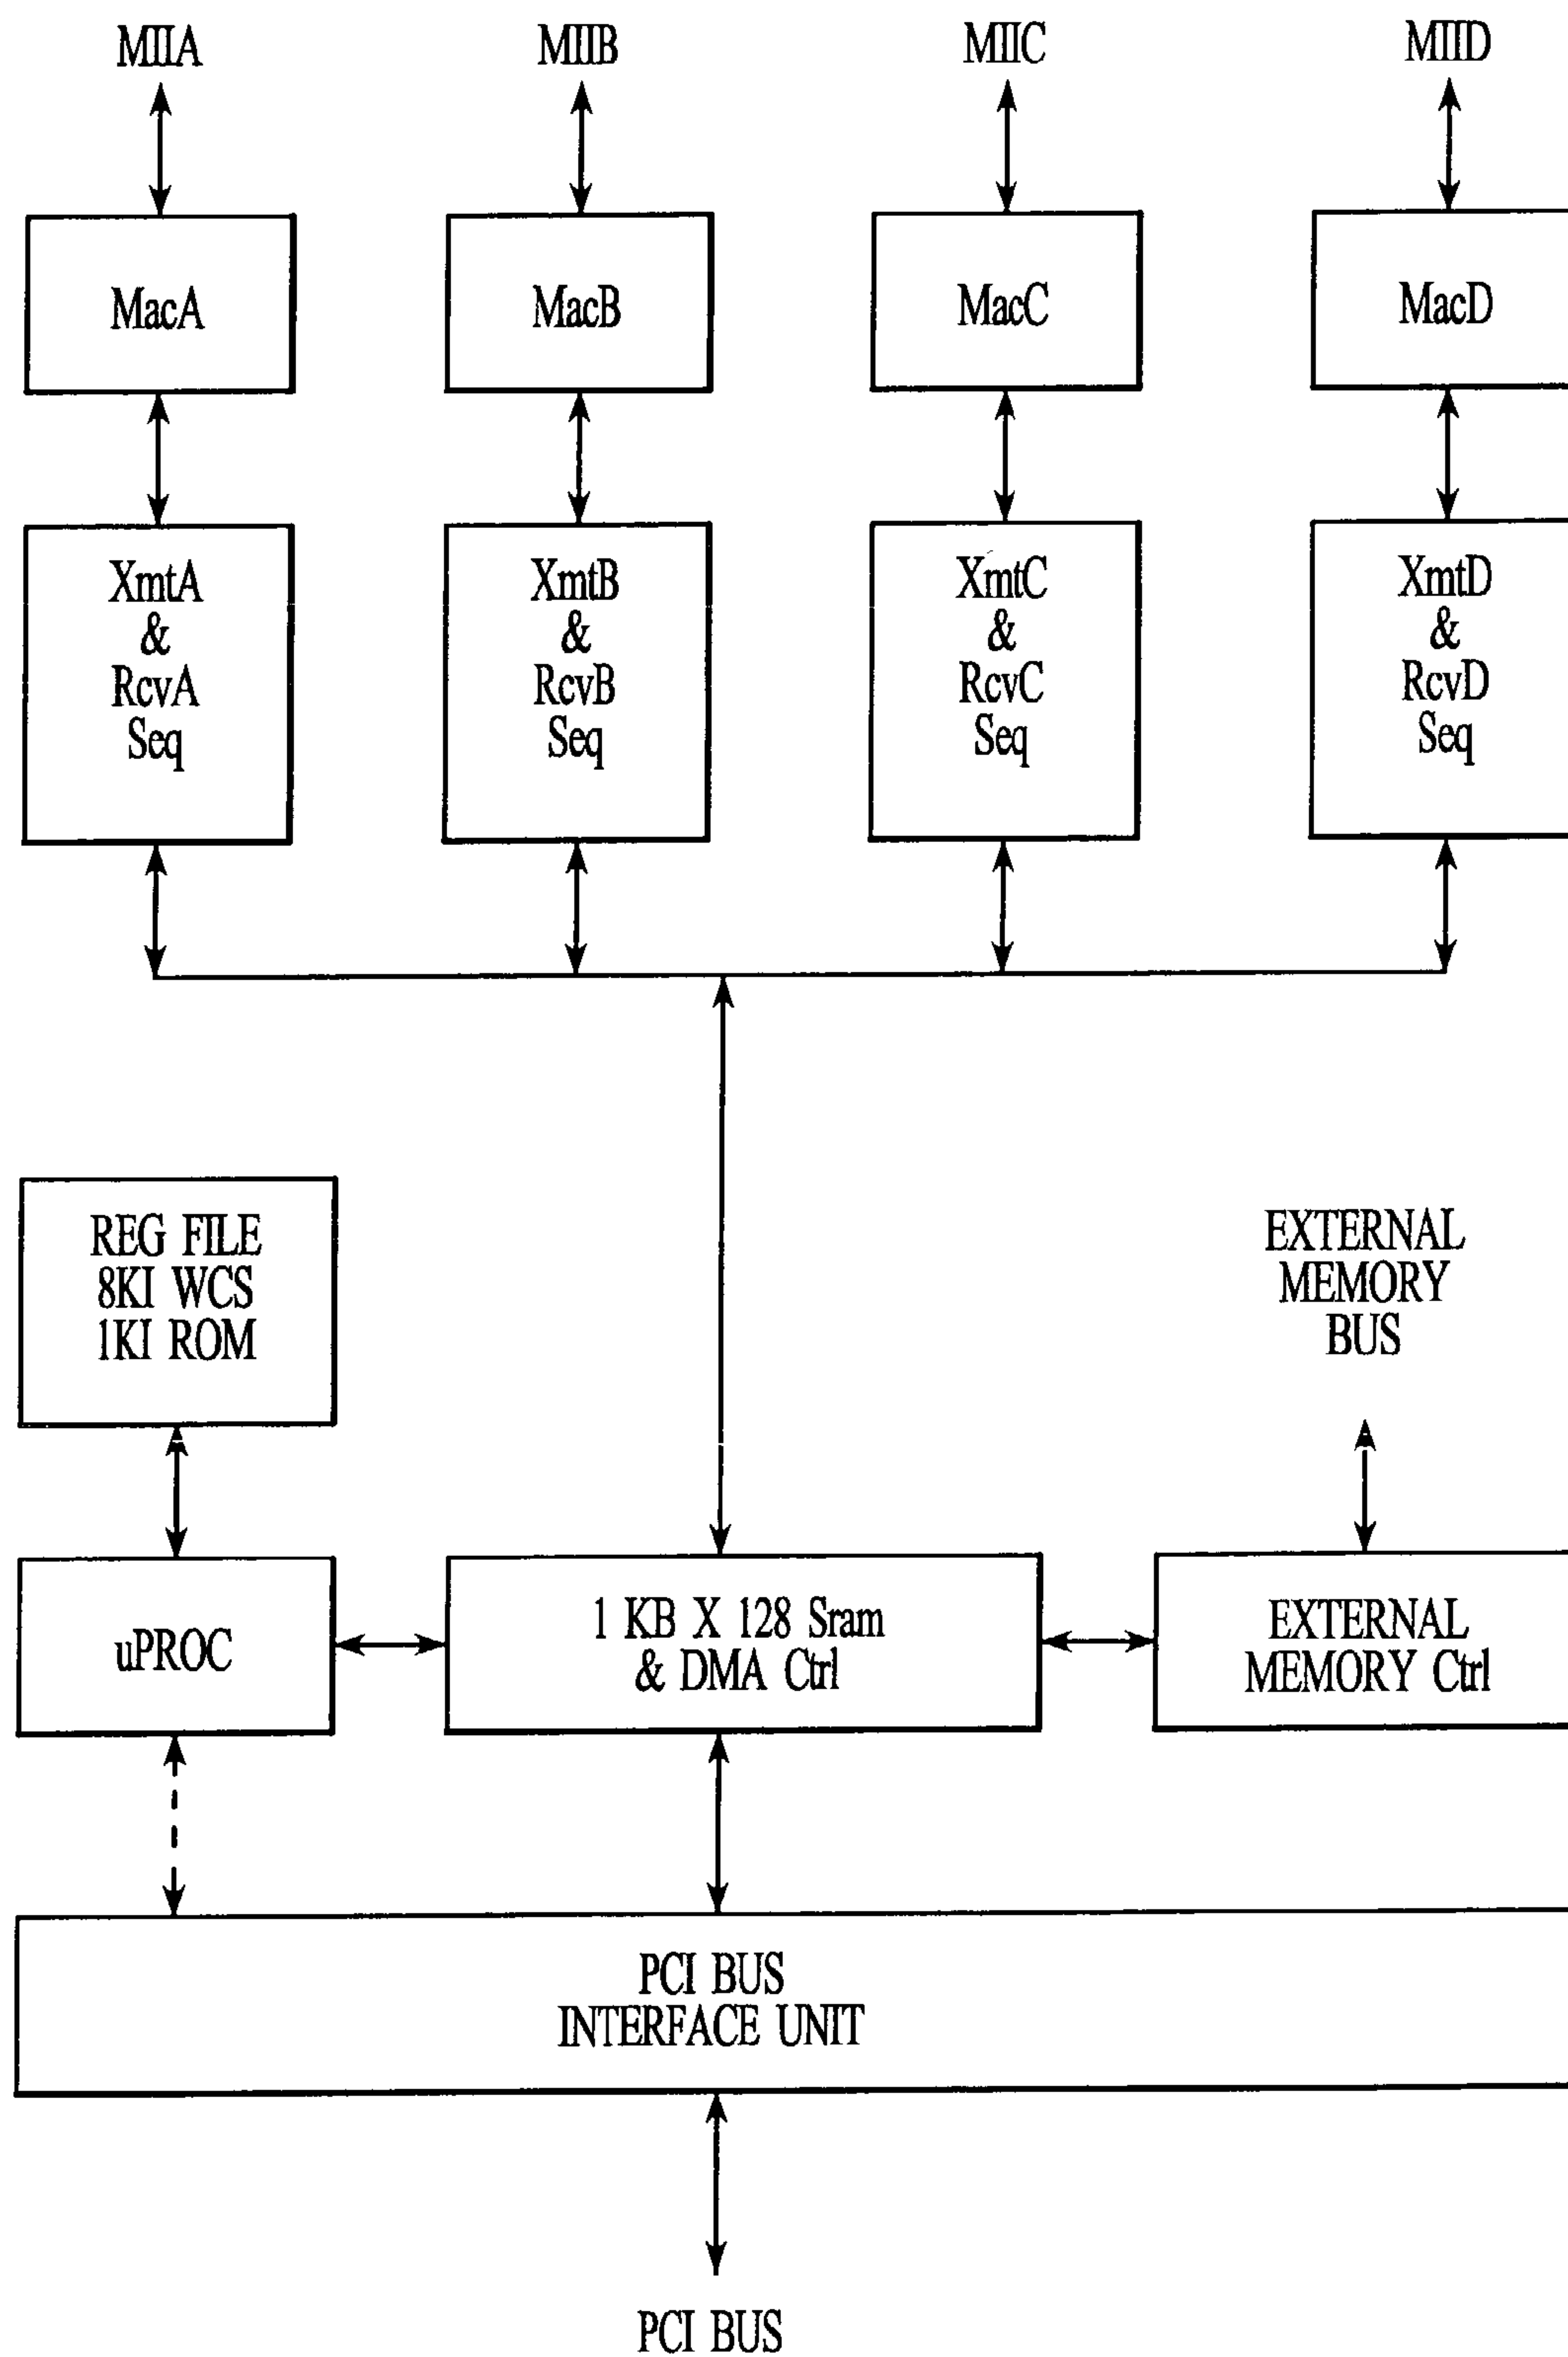 MIIA
MIIB
MIIC
MIID
MacA
MacB
MacC
MacD
XmtA
&
RcvA
Seq
XmtB
&
RcvB
Seq
XmtC
&
RcvC
Seq
XmtD
&
RcvD
Seq
REG FILE
8KI WCS
1KI ROM
EXTERNAL
MEMORY
BUS
uPROC
1 KB X 128 Sram
& DMA Ctrl
EXTERNAL
MEMORY Ctrl
PCI BUS
INTERFACE UNIT
PCI BUS